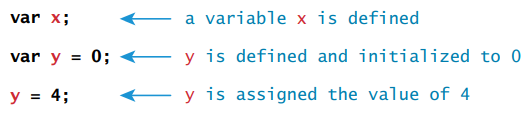 var x; a variable x is defined
var y = 0; y is defined and initialized to 0
y = 4; y is assigned the value of 4